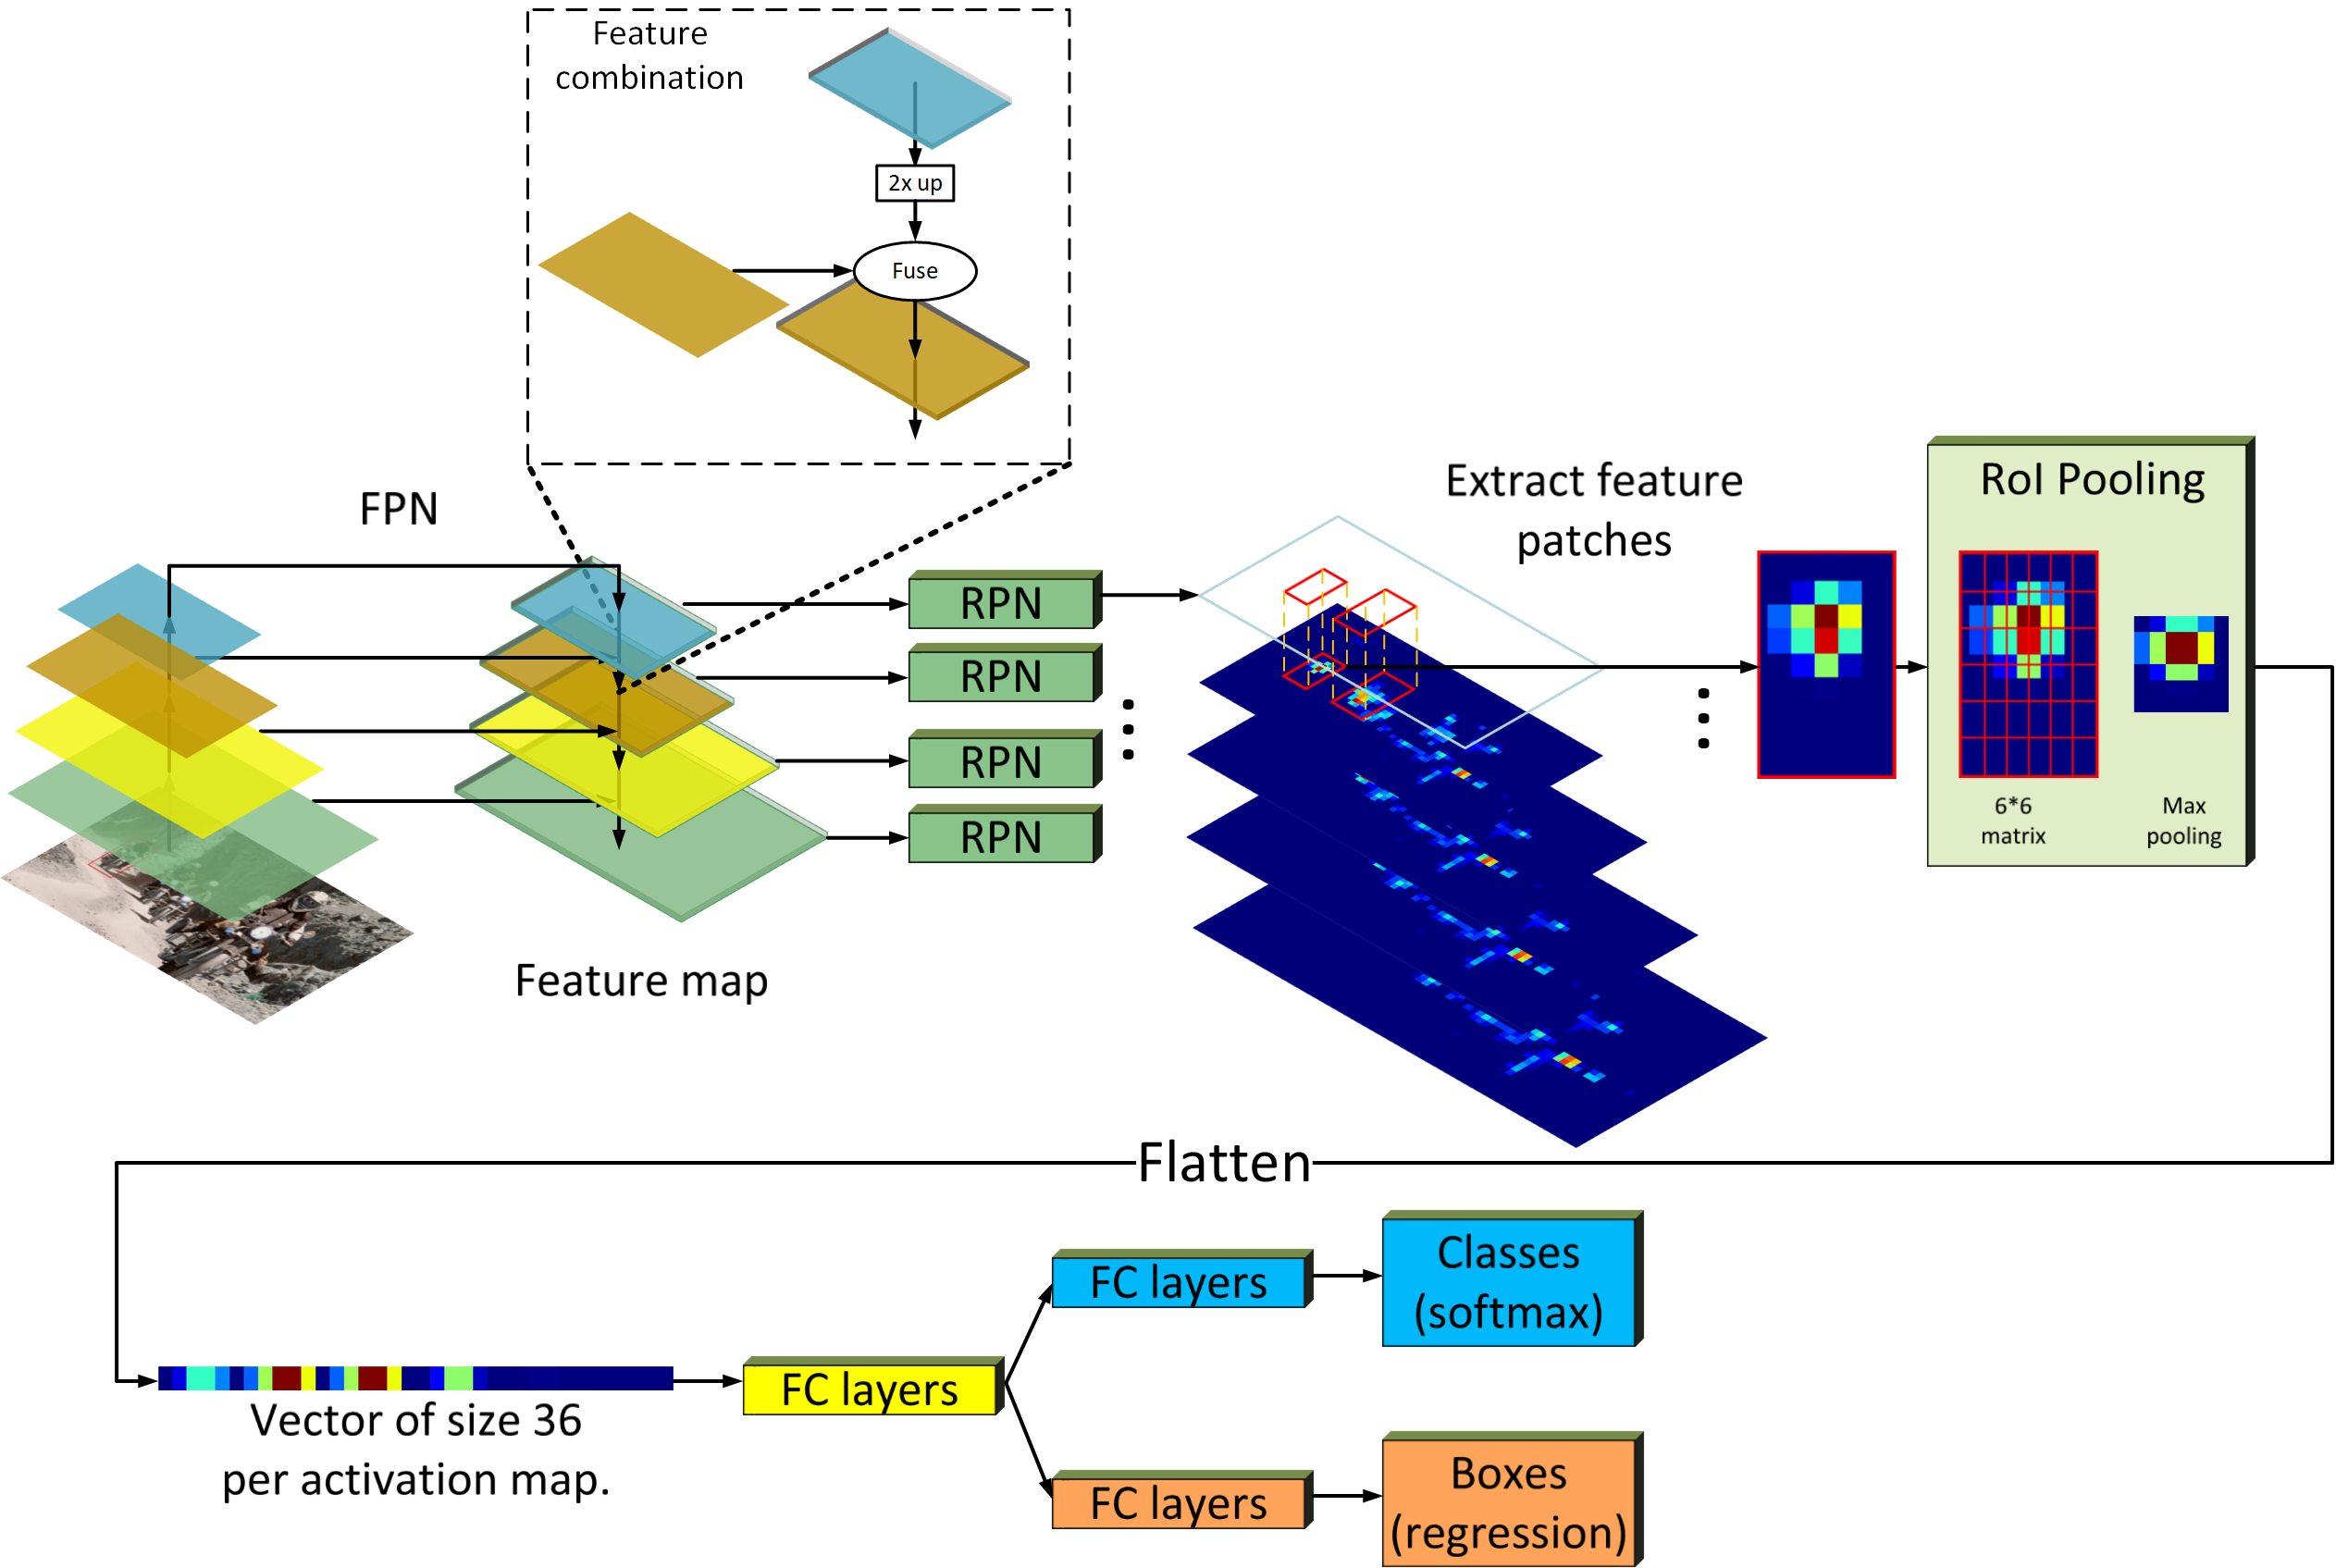 Feature
combination
2x up
Fuse
FPN
Feature map
RPN
RPN
RPN
RPN
Extract feature
patches
RoI Pooling
6*6
matrix
Max
pooling
Flatten
Vector of size 36
per activation map.
FC layers
FC layers
Classes
(softmax)
FC layers
Boxes
(regression)